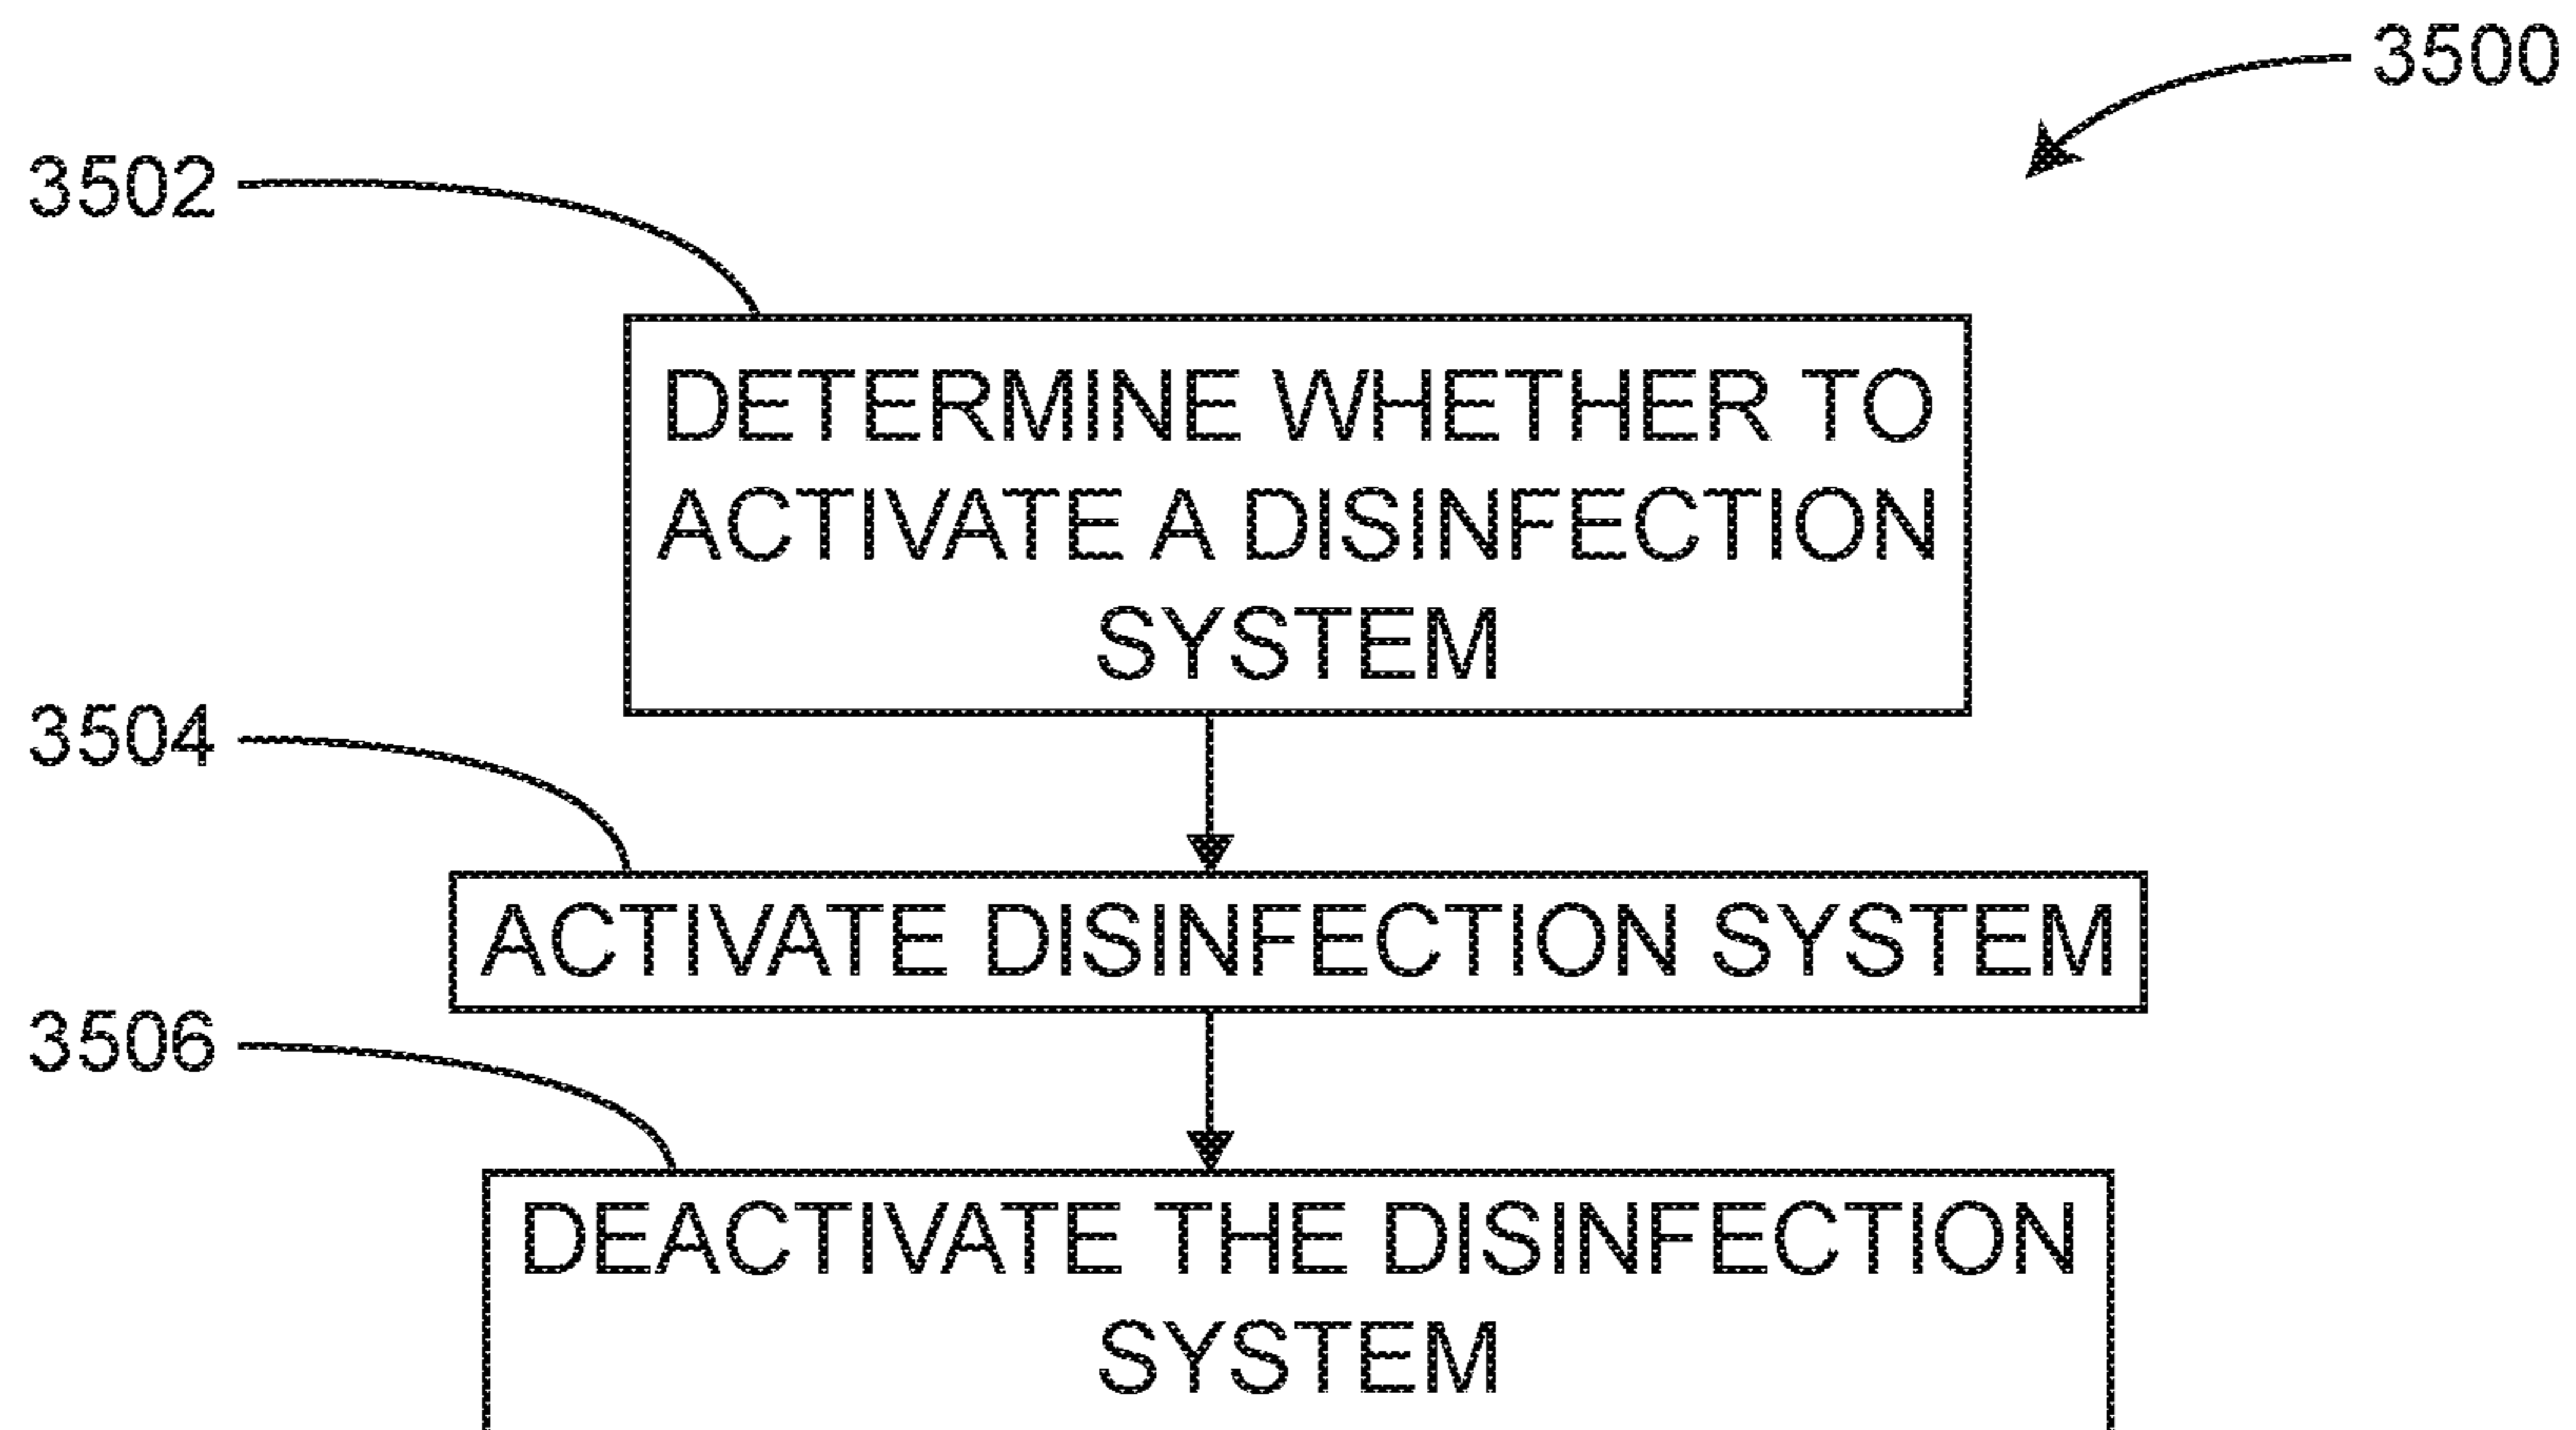 3500
3502
DETERMINE WHETHER TO
ACTIVATE A DISINFECTION
SYSTEM
3504
ACTIVATE DISINFECTION SYSTEM
3506
DEACTIVATE THE DISINFECTION
SYSTEM